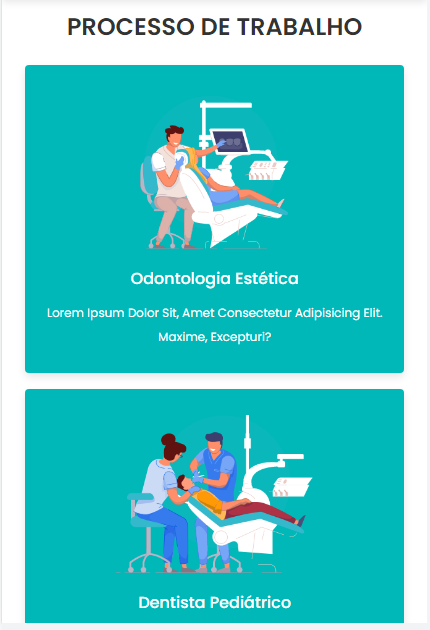 PROCESSO DE TRABALHO
Odontologia Estética
Lorem Ipsum Dolor Sit, Amet Consectetur Adipisicing Elit.
Maxime, Excepturi?
Dentista Pediátrico